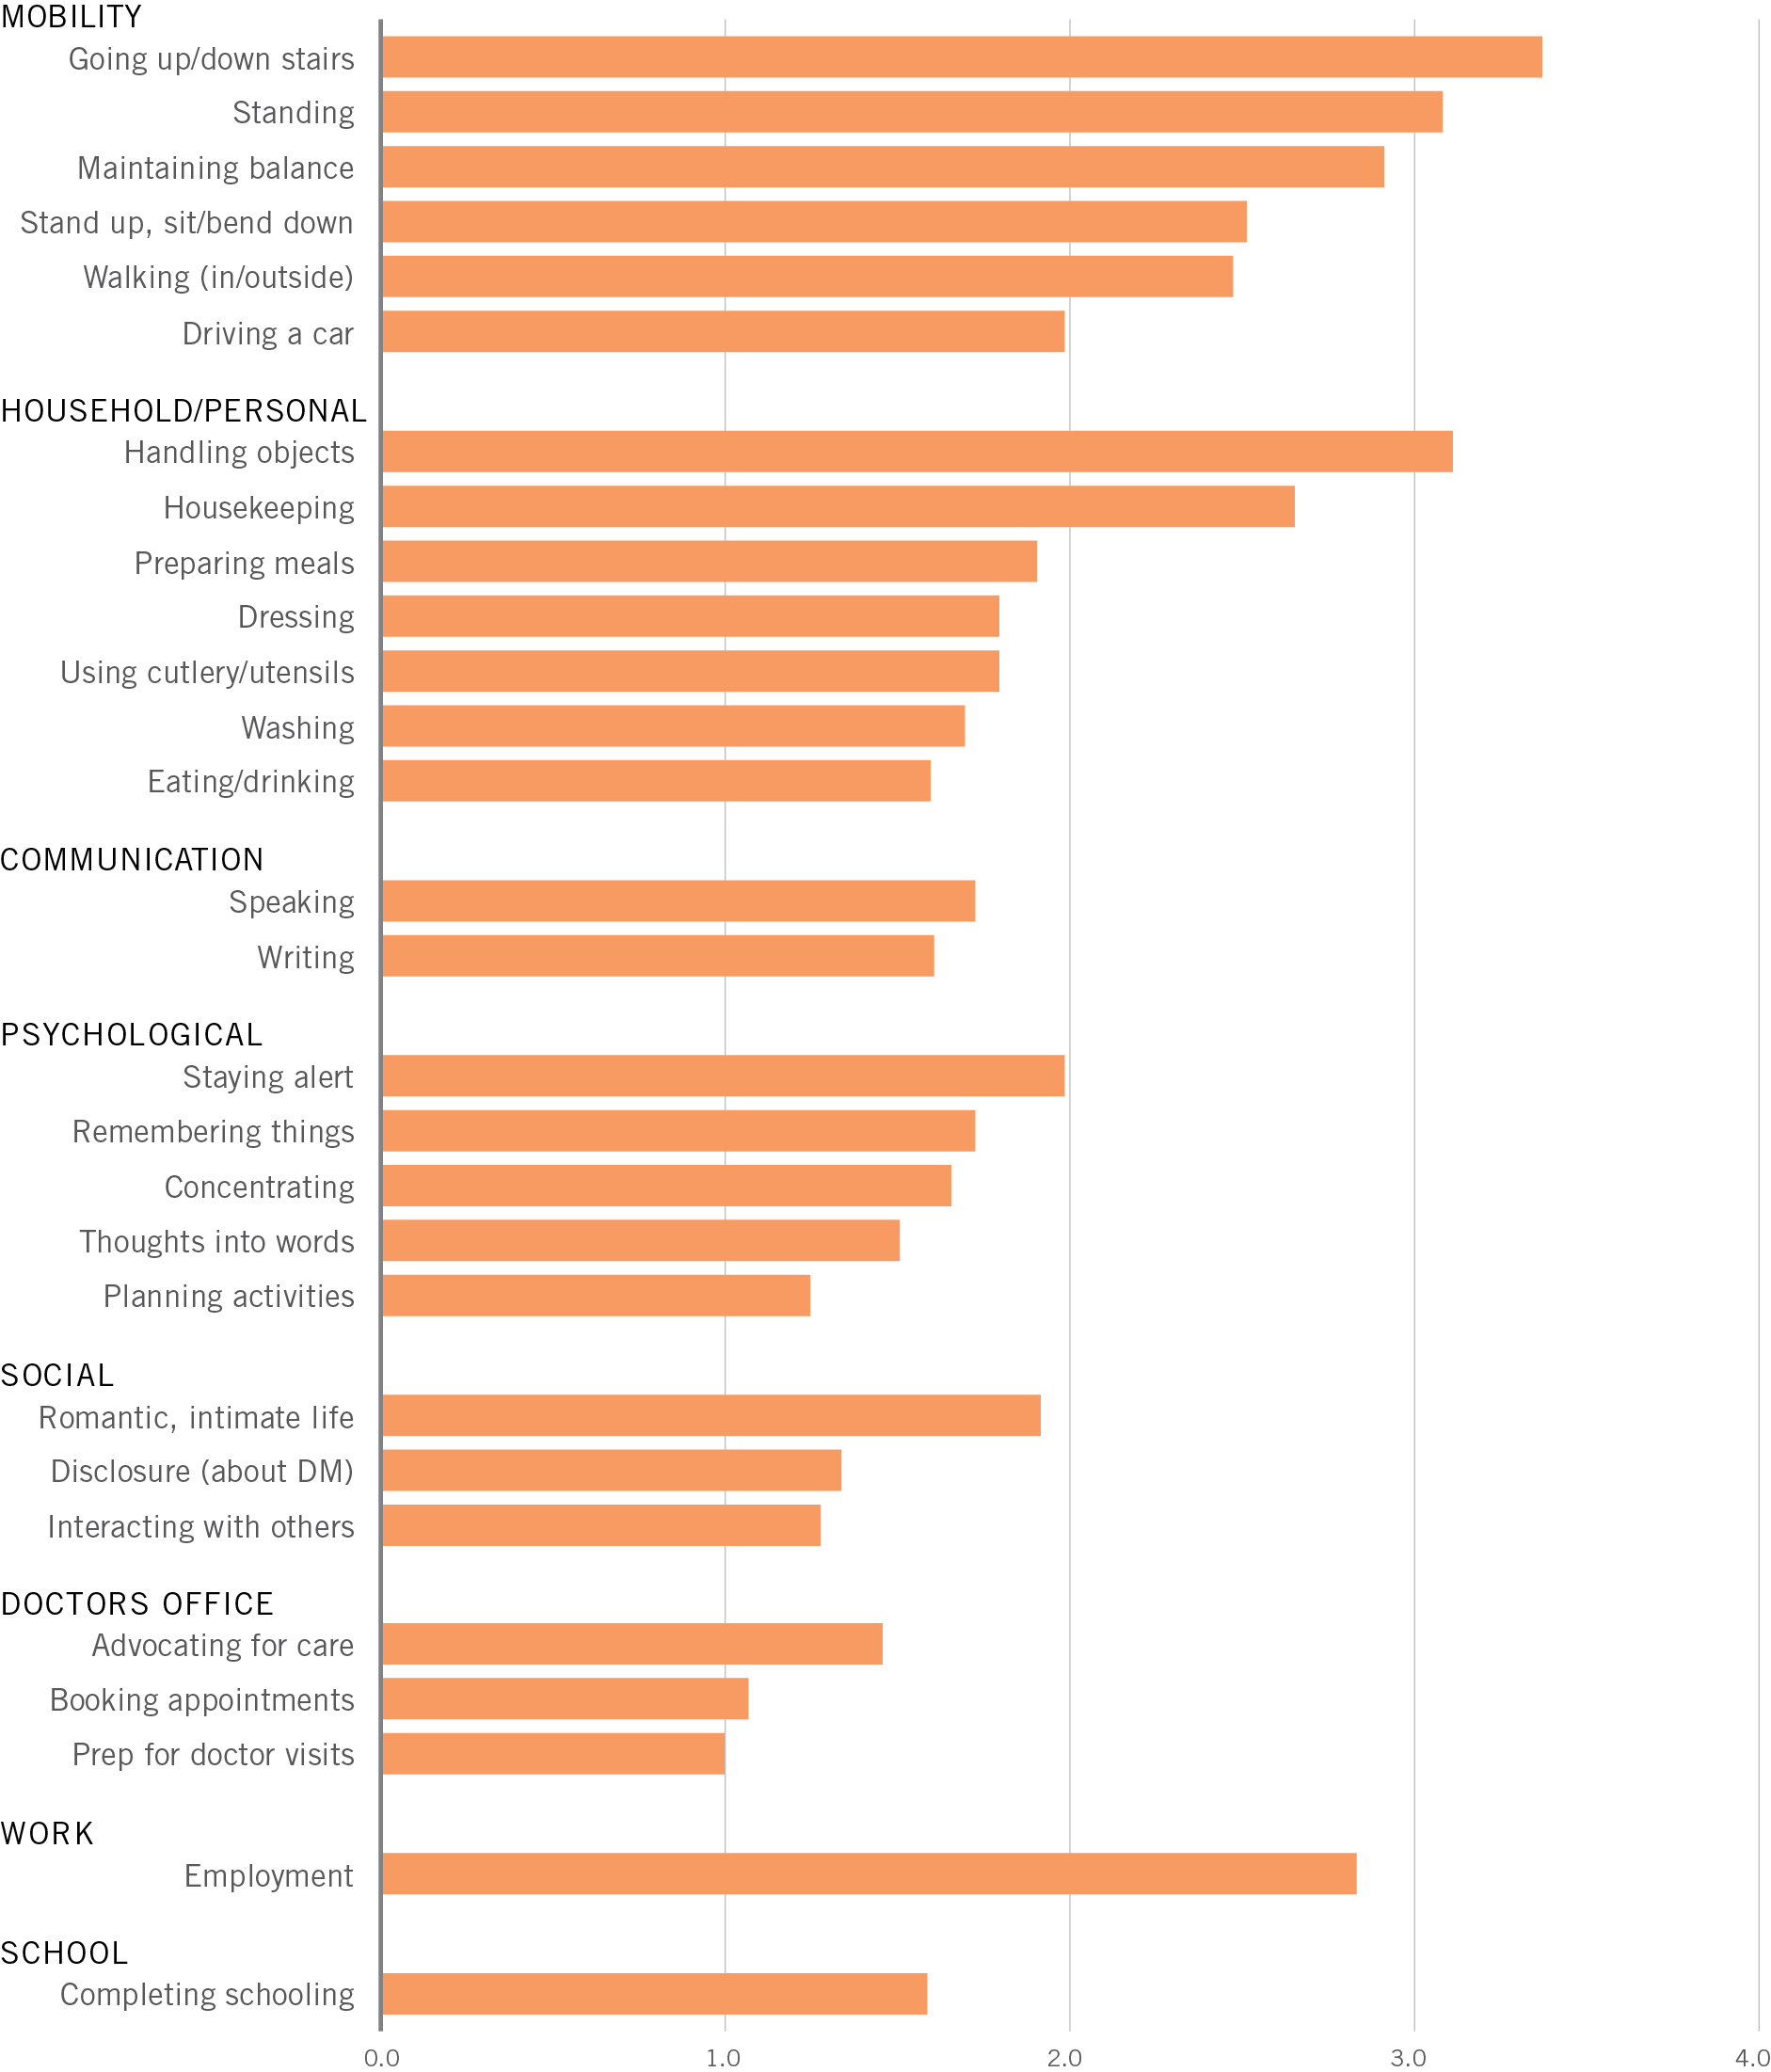 MOBILITY
Going up/down stairs
Standing
Maintaining balance
Stand up, sit/bend down
Walking (in/outside)
Driving a car
HOUSEHOLD/PERSONAL
Handling objects
Housekeeping
Preparing meals
Dressing
Using cutlery/utensils
Washing
Eating/drinking
COMMUNICATION
Speaking
Writing
PSYCHOLOGICAL
Staying alert
Remembering things
Concentrating
Thoughts into words
Planning activities
SOCIAL
Romantic, intimate life
Disclosure (about DM)
Interacting with others
DOCTORS OFFICE
Advocating for care
Booking appointments
Prep for doctor visits
WORK
Employment
SCHOOL
Completing schooling
0.0 1.0 2.0 3.0 4.0